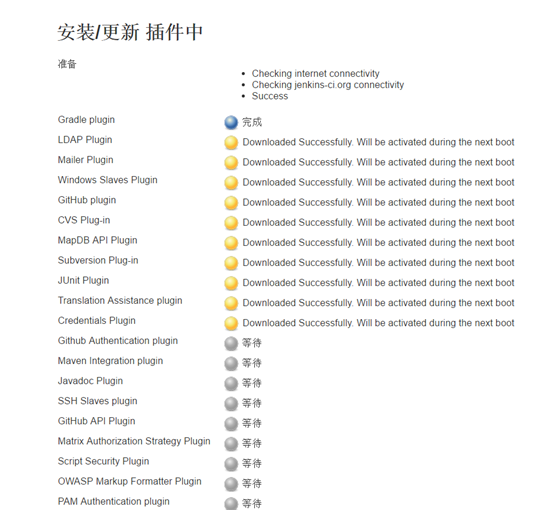 安装/更新 插件中
准备
Checking internet connectivity
Checking jenkins-ci.org connectivity
Success
Gradle plugin 完成
LDAP Plugin Downloaded Successfully. Will be activated during the next boot
Mailer Plugin Downloaded Successfully. Will be activated during the next boot
Windows Slaves Plugin Downloaded Successfully. Will be activated during the next boot
GitHub plugin Downloaded Successfully. Will be activated during the next boot
CVS Plug-in Downloaded Successfully. Will be activated during the next boot
MapDB API Plugin Downloaded Successfully. Will be activated during the next boot
Subversion Plug-in Downloaded Successfully. Will be activated during the next boot
JUnit Plugin Downloaded Successfully. Will be activated during the next boot
Translation Assistance plugin Downloaded Successfully. Will be activated during the next boot
Credentials Plugin Downloaded Successfully. Will be activated during the next boot
Github Authentication plugin 等待
Maven Integration plugin 等待
Javadoc Plugin 等待
SSH Slaves plugin 等待
GitHub API Plugin 等待
Matrix Authorization Strategy Plugin 等待
Script Security Plugin 等待
OWASP Markup Formatter Plugin 等待
PAM Authentication plugin 等待